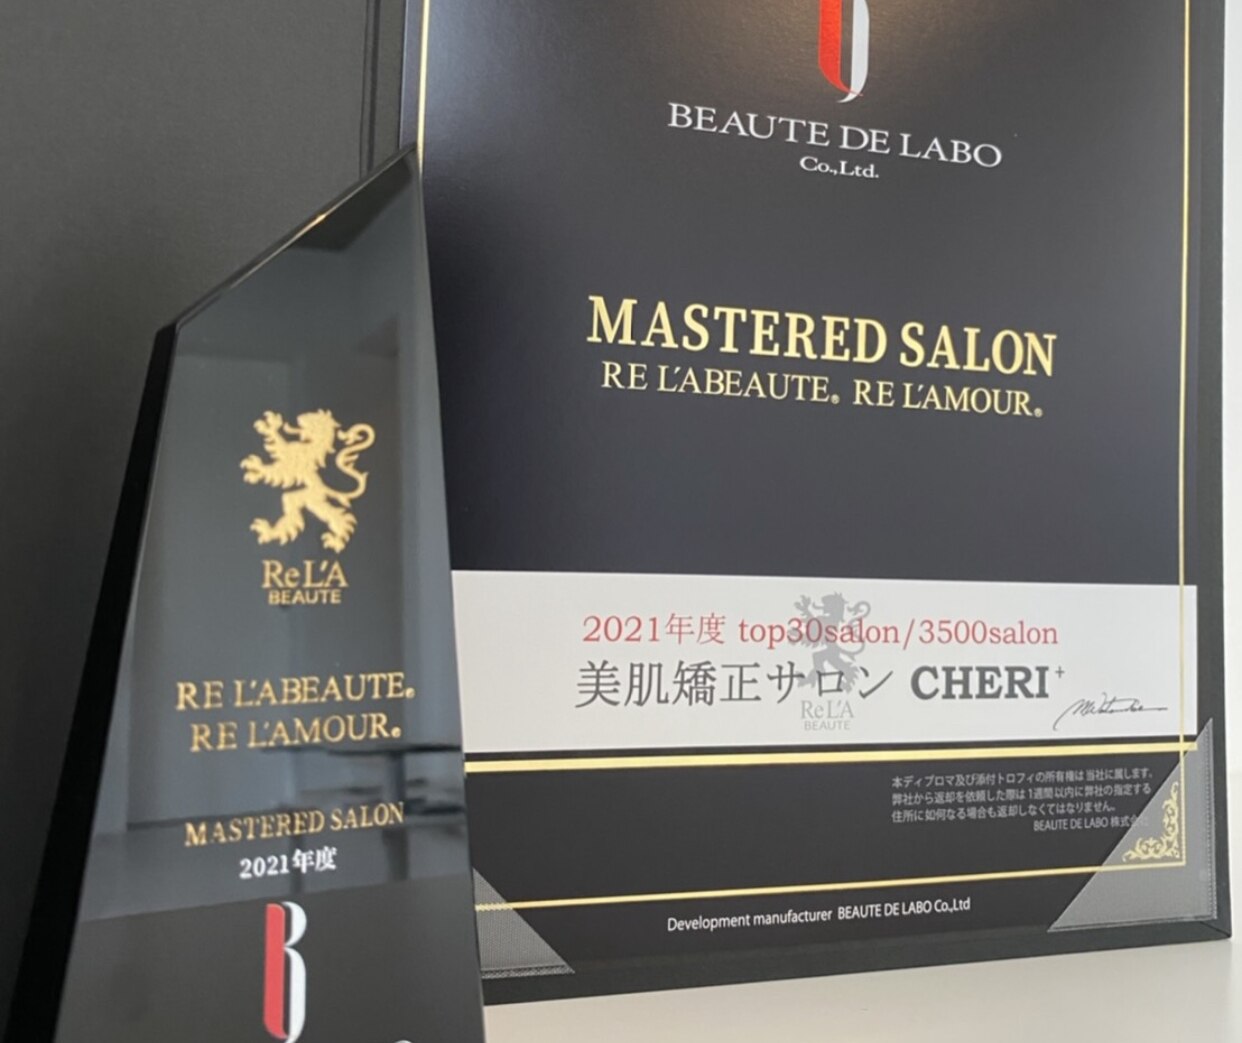 BEAUTE DE LABO
Co.,Ltd.
MASTERED SALON
RE L'ABEAUTE® RE L'AMOUR®
2021年度 top30salon/3500salon
美肌矯正サロン CHERI+
ReL'A
BEAUTE
本ディプロマ及び添付トロフィの所有権は当社に属します。
弊社から返却を依頼した際は1週間以内に弊社の指定する
住所に如何なる場合も返却しなくてはなりません。
BEAUTE DE LABO 株式会
Development manufacturer BEAUTE DE LABO Co.,Ltd
ReL'A
BEAUTE
RE L'ABEAUTE®
RE L'AMOUR®
MASTERED SALON
2021年度
B